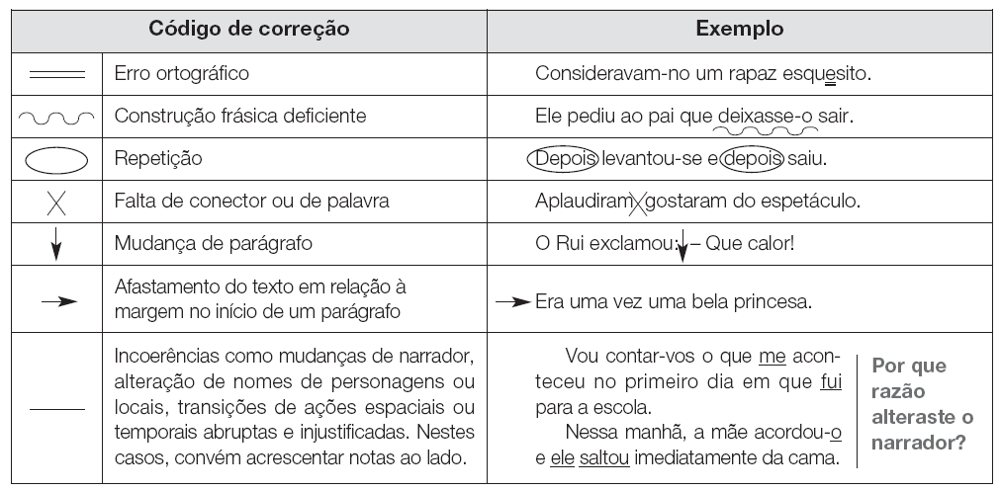 Código de correção
Exemplo
Erro ortográfico
Consideravam-no um rapaz esquesito.
Construção frásica deficiente
Ele pediu ao pai que deixasse-o sair.
Repetição
Depois levantou-se e depois saiu.
Falta de conector ou de palavra
Aplaudiram gostaram do espetáculo.
Mudança de parágrafo
O Rui exclamou: – Que calor!
Afastamento do texto em relação à
margem no início de um parágrafo
Era uma vez uma bela princesa.
Incoerências como mudanças de narrador,
alteração de nomes de personagens ou
locais, transições de ações espaciais ou
temporais abruptas e injustificadas. Nestes
casos, convém acrescentar notas ao lado.
Vou contar-vos o que me acon-
teceu no primeiro dia em que fui
para a escola.
Nessa manhã, a mãe acordou-o
e ele saltou imediatamente da cama.
Por que
razão
alteraste o
narrador?